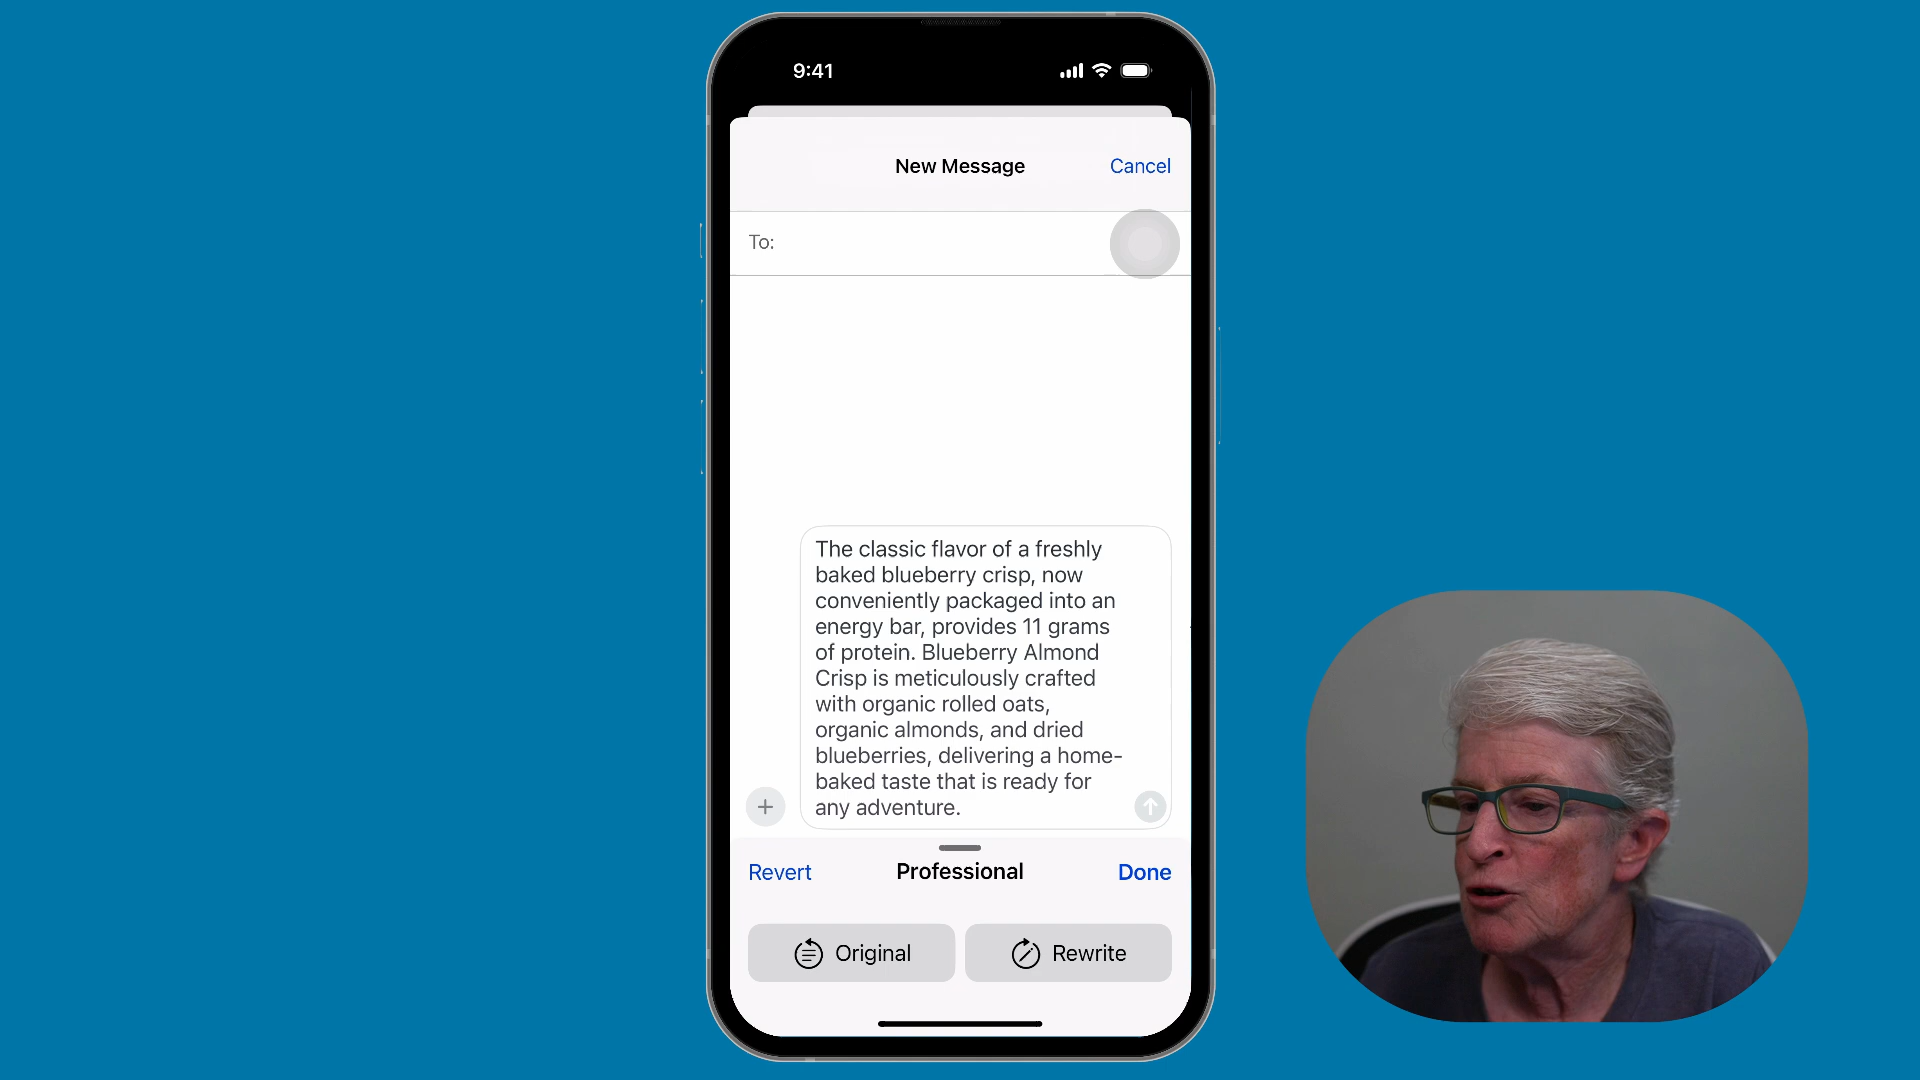 9:41
New Message
Cancel
To:
The classic flavor of a freshly
baked blueberry crisp, now
conveniently packaged into an
energy bar, provides 11 grams
of protein. Blueberry Almond
Crisp is meticulously crafted
with organic rolled oats,
organic almonds, and dried
blueberries, delivering a home-
baked taste that is ready for
any adventure.
Revert
Professional
Done
Original
Rewrite